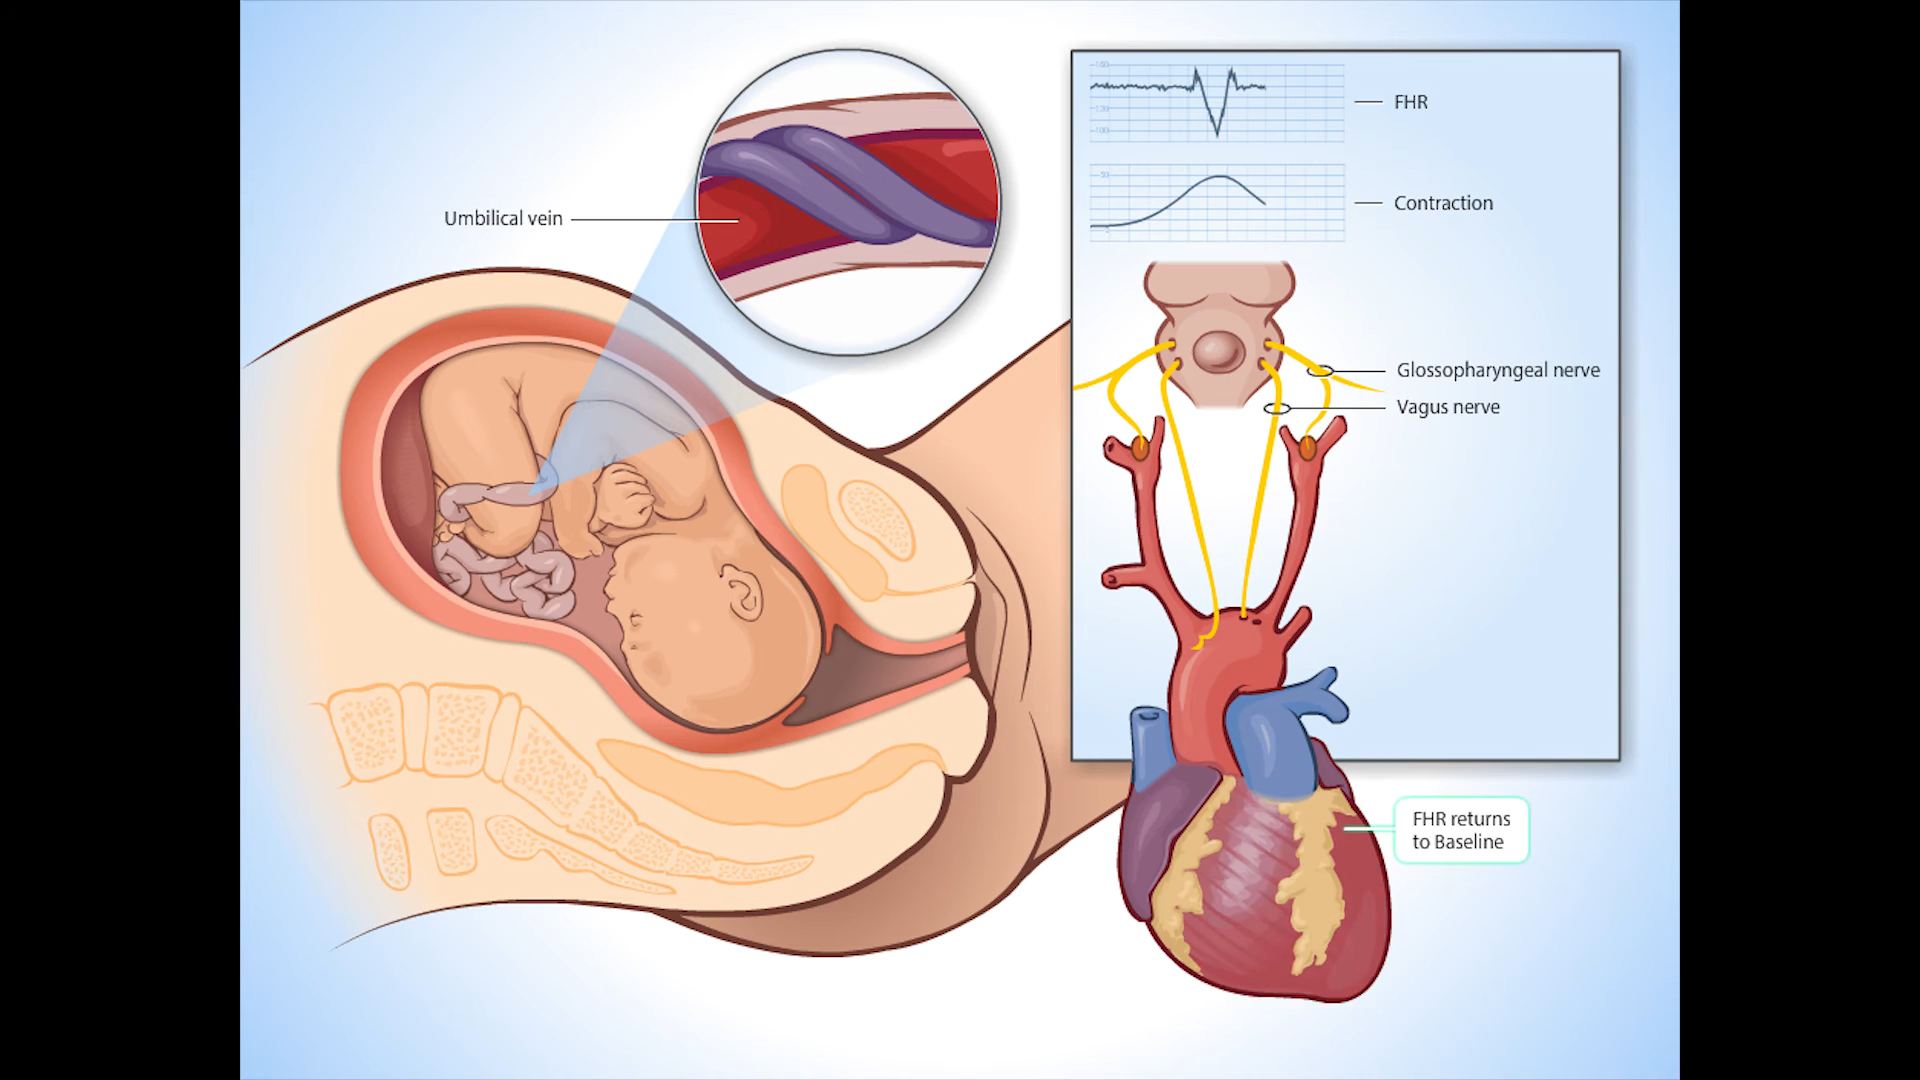 Umbilical vein
FHR
Contraction
Glossopharyngeal nerve
Vagus nerve
FHR returns
to Baseline